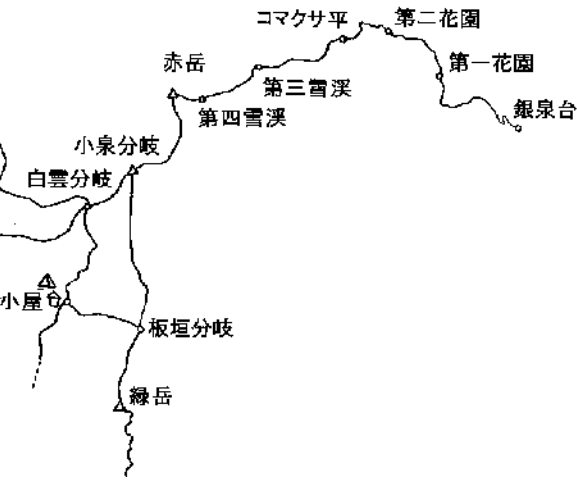 コマクサ平
第二花園
赤岳
第三雪渓
第一花園
第四雪渓
銀泉台
小泉分岐
白雲分岐
小屋
板垣分岐
緑岳